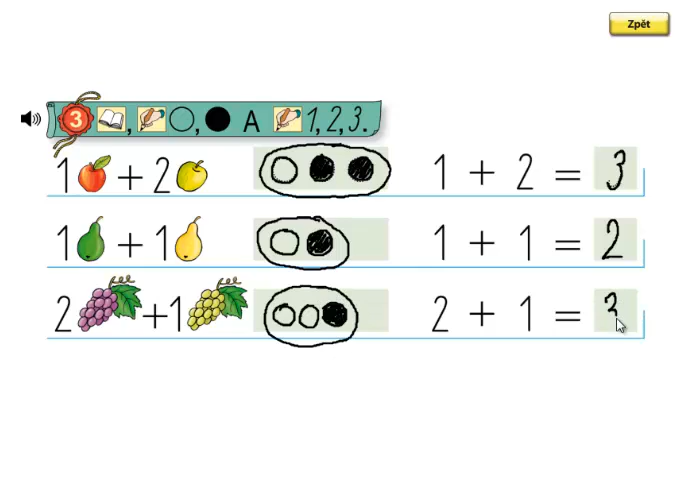 Zpět
3 , , A 1, 2, 3.
1 + 2 1 + 2 = 3
1 + 1 1 + 1 = 2
2 + 1 2 + 1 = 3